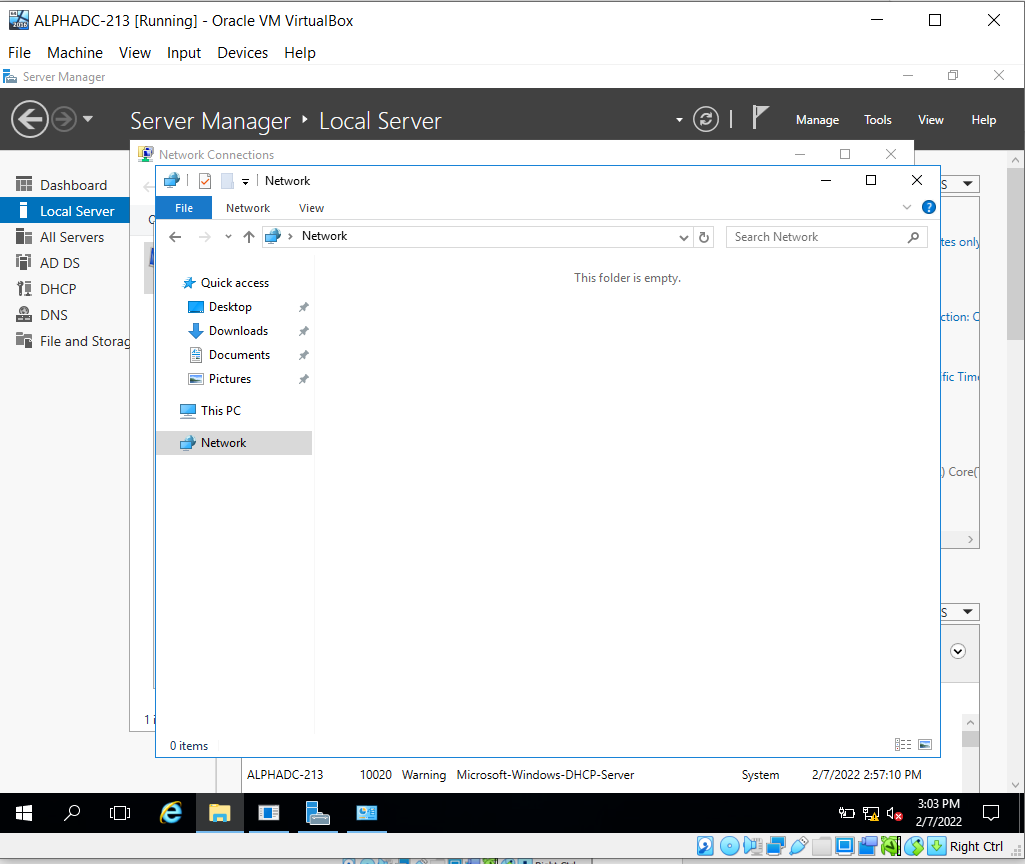 ALPHADC-213 [Running] - Oracle VM VirtualBox
File Machine View Input Devices Help
Server Manager
Server Manager Local Server
Manage Tools View Help
Network Connections
Network
File Network View
Network
Search Network
Dashboard
Local Server
All Servers
AD DS
DHCP
DNS
File and Storag
Quick access
Desktop
Downloads
Documents
Pictures
This PC
Network
This folder is empty.
S
tes only
ction: C
fic Time
) Core(
S
1 i
0 items
ALPHADC-213 10020 Warning Microsoft-Windows-DHCP-Server System 2/7/2022 2:57:10 PM
3:03 PM
2/7/2022
Right Ctrl